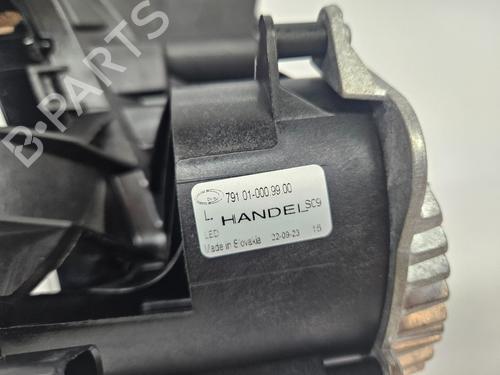 B-PARTS
791 01-000.99.00
L HANDEL SC9
LED
Made in Slovakia 22-09-23 15